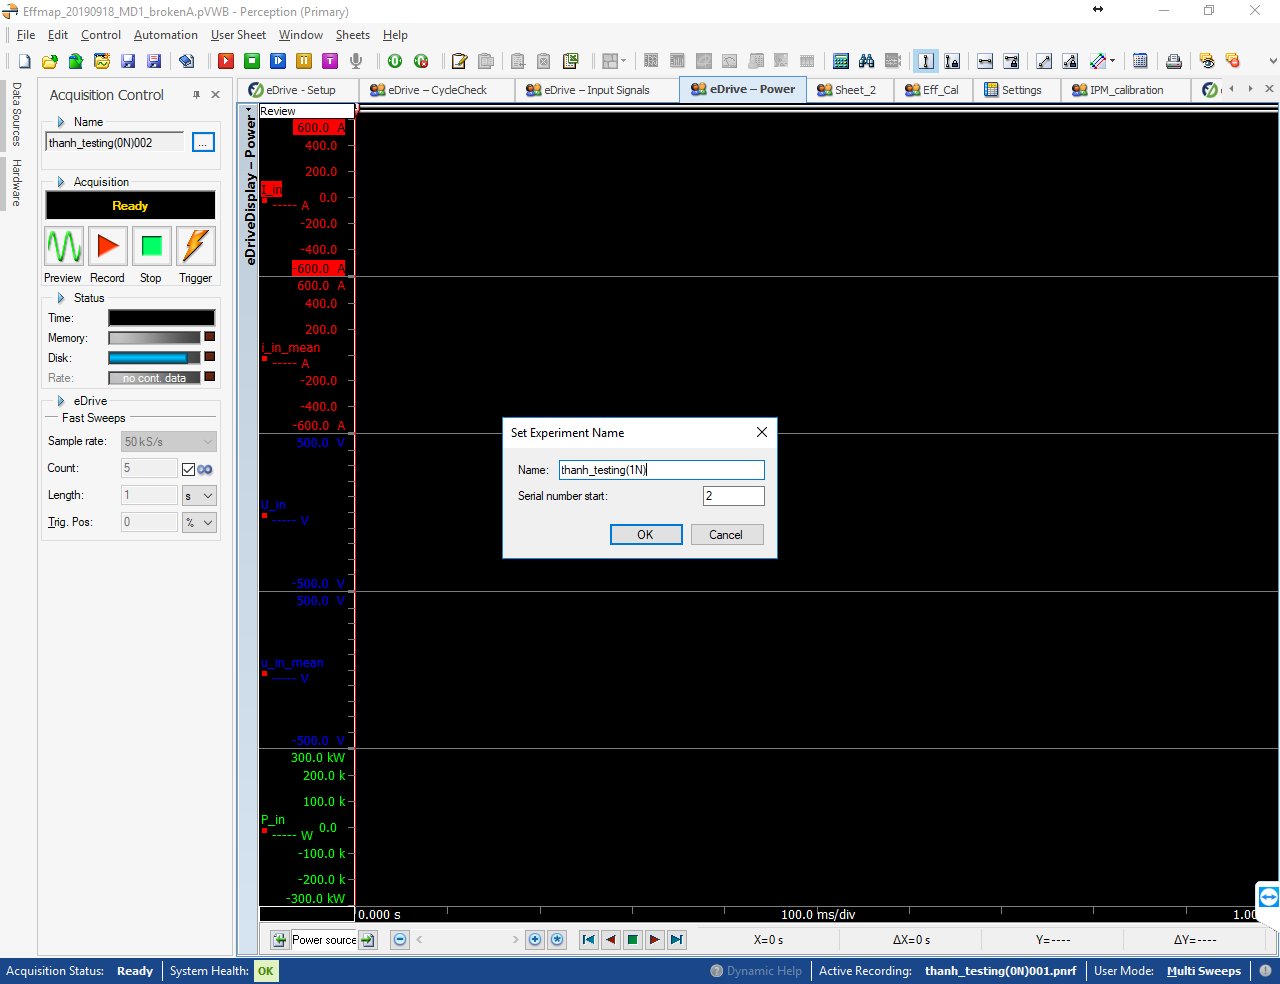 Effmap_20190918_MD1_brokenA.pVWB - Perception (Primary)
File Edit Control Automation User Sheet Window Sheets Help
Data Sources
Hardware
Acquisition Control
Name
thanh_testing(0N)002
...
Acquisition
Ready
Preview Record Stop Trigger
Status
Time:
Memory:
Disk:
Rate: no cont. data
eDrive
Fast Sweeps
Sample rate: 50 kS/s
Count: 5
Length: 1 s
Trig. Pos: 0 %
eDrive - Setup eDrive – CycleCheck eDrive – Input Signals eDrive – Power Sheet_2 Eff_Cal Settings IPM_calibration
eDriveDisplay – Power
Review
600.0 A
400.0
200.0
I_in 0.0
----- A
-200.0
-400.0
-600.0 A
600.0 A
400.0
200.0
i_in_mean
----- A
-200.0
-400.0
-600.0 A
500.0 V
U_in
----- V
-500.0 V
500.0 V
u_in_mean
----- V
-500.0 V
300.0 kW
200.0 k
100.0 k
P_in 0.0
----- W
-100.0 k
-200.0 k
-300.0 kW
0.000 s 100.0 ms/div 1.00
Set Experiment Name
Name: thanh_testing(1N)
Serial number start: 2
OK Cancel
Power source X=0 s ΔX=0 s Y=---- ΔY=----
Acquisition Status: Ready System Health: OK Dynamic Help Active Recording: thanh_testing(0N)001.pnrf User Mode: Multi Sweeps